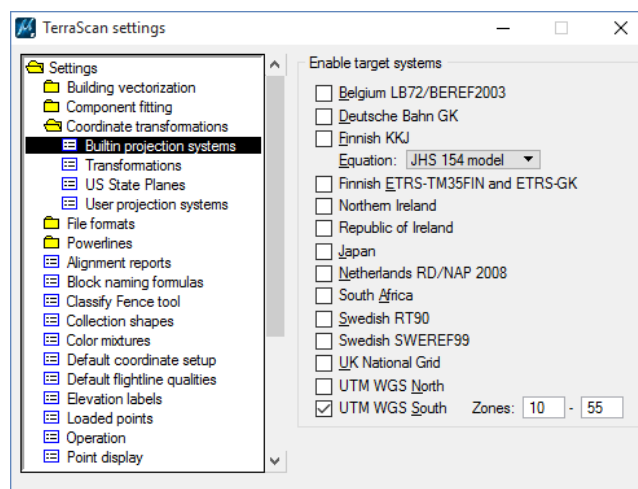 TerraScan settings
Settings
Building vectorization
Component fitting
Coordinate transformations
Builtin projection systems
Transformations
US State Planes
User projection systems
File formats
Powerlines
Alignment reports
Block naming formulas
Classify Fence tool
Collection shapes
Color mixtures
Default coordinate setup
Default flightline qualities
Elevation labels
Loaded points
Operation
Point display
Enable target systems
Belgium LB72/BEREF2003
Deutsche Bahn GK
Finnish KKJ
Equation: JHS 154 model
Finnish ETRS-TM35FIN and ETRS-GK
Northern Ireland
Republic of Ireland
Japan
Netherlands RD/NAP 2008
South Africa
Swedish RT90
Swedish SWEREF99
UK National Grid
UTM WGS North
UTM WGS South Zones: 10 - 55